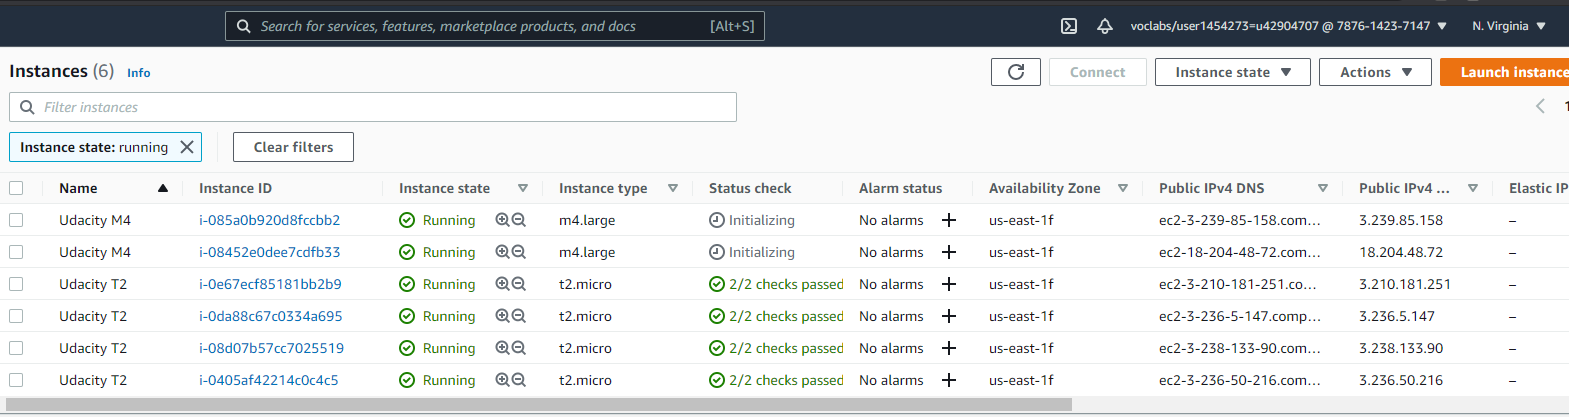 Search for services, features, marketplace products, and docs [Alt+S] voclabs/user1454273=u42904707 @ 7876-1423-7147 N. Virginia
Instances (6) Info Connect Instance state Actions Launch instance
Filter instances
Instance state: running Clear filters
Name Instance ID Instance state Instance type Status check Alarm status Availability Zone Public IPv4 DNS Public IPv4 ... Elastic IP
Udacity M4 i-085a0b920d8fccbb2 Running m4.large Initializing No alarms us-east-1f ec2-3-239-85-158.com... 3.239.85.158 –
Udacity M4 i-08452e0dee7cdfb33 Running m4.large Initializing No alarms us-east-1f ec2-18-204-48-72.com... 18.204.48.72 –
Udacity T2 i-0e67ecf85181bb2b9 Running t2.micro 2/2 checks passed No alarms us-east-1f ec2-3-210-181-251.co... 3.210.181.251 –
Udacity T2 i-0da88c67c0334a695 Running t2.micro 2/2 checks passed No alarms us-east-1f ec2-3-236-5-147.comp... 3.236.5.147 –
Udacity T2 i-08d07b57cc7025519 Running t2.micro 2/2 checks passed No alarms us-east-1f ec2-3-238-133-90.com... 3.238.133.90 –
Udacity T2 i-0405af42214c0c4c5 Running t2.micro 2/2 checks passed No alarms us-east-1f ec2-3-236-50-216.com... 3.236.50.216 –